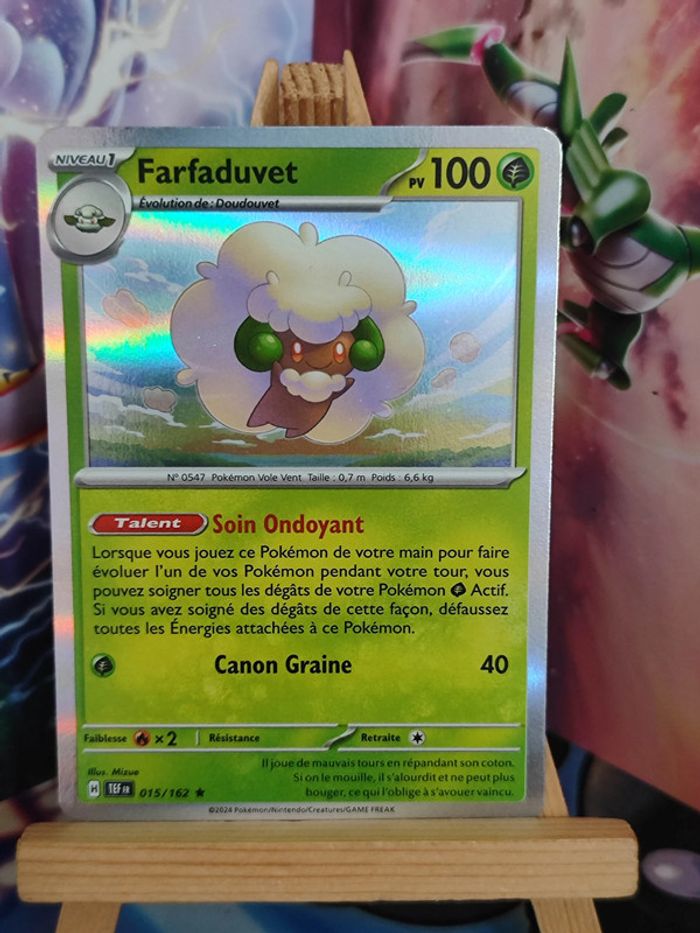 NIVEAU 1
Farfaduvet
PV 100
Évolution de : Doudouvet
N° 0547 Pokémon Vole Vent Taille : 0,7 m Poids : 6,6 kg
Talent Soin Ondoyant
Lorsque vous jouez ce Pokémon de votre main pour faire
évoluer l'un de vos Pokémon pendant votre tour, vous
pouvez soigner tous les dégâts de votre Pokémon Actif.
Si vous avez soigné des dégâts de cette façon, défaussez
toutes les Énergies attachées à ce Pokémon.
Canon Graine 40
Faiblesse ×2 Résistance Retraite
Illus. Mizue
Il joue de mauvais tours en répandant son coton.
Si on le mouille, il s'alourdit et ne peut plus
bouger, ce qui l'oblige à s'avouer vaincu.
H TEF FR 015/162 ★
©2024 Pokémon/Nintendo/Creatures/GAME FREAK